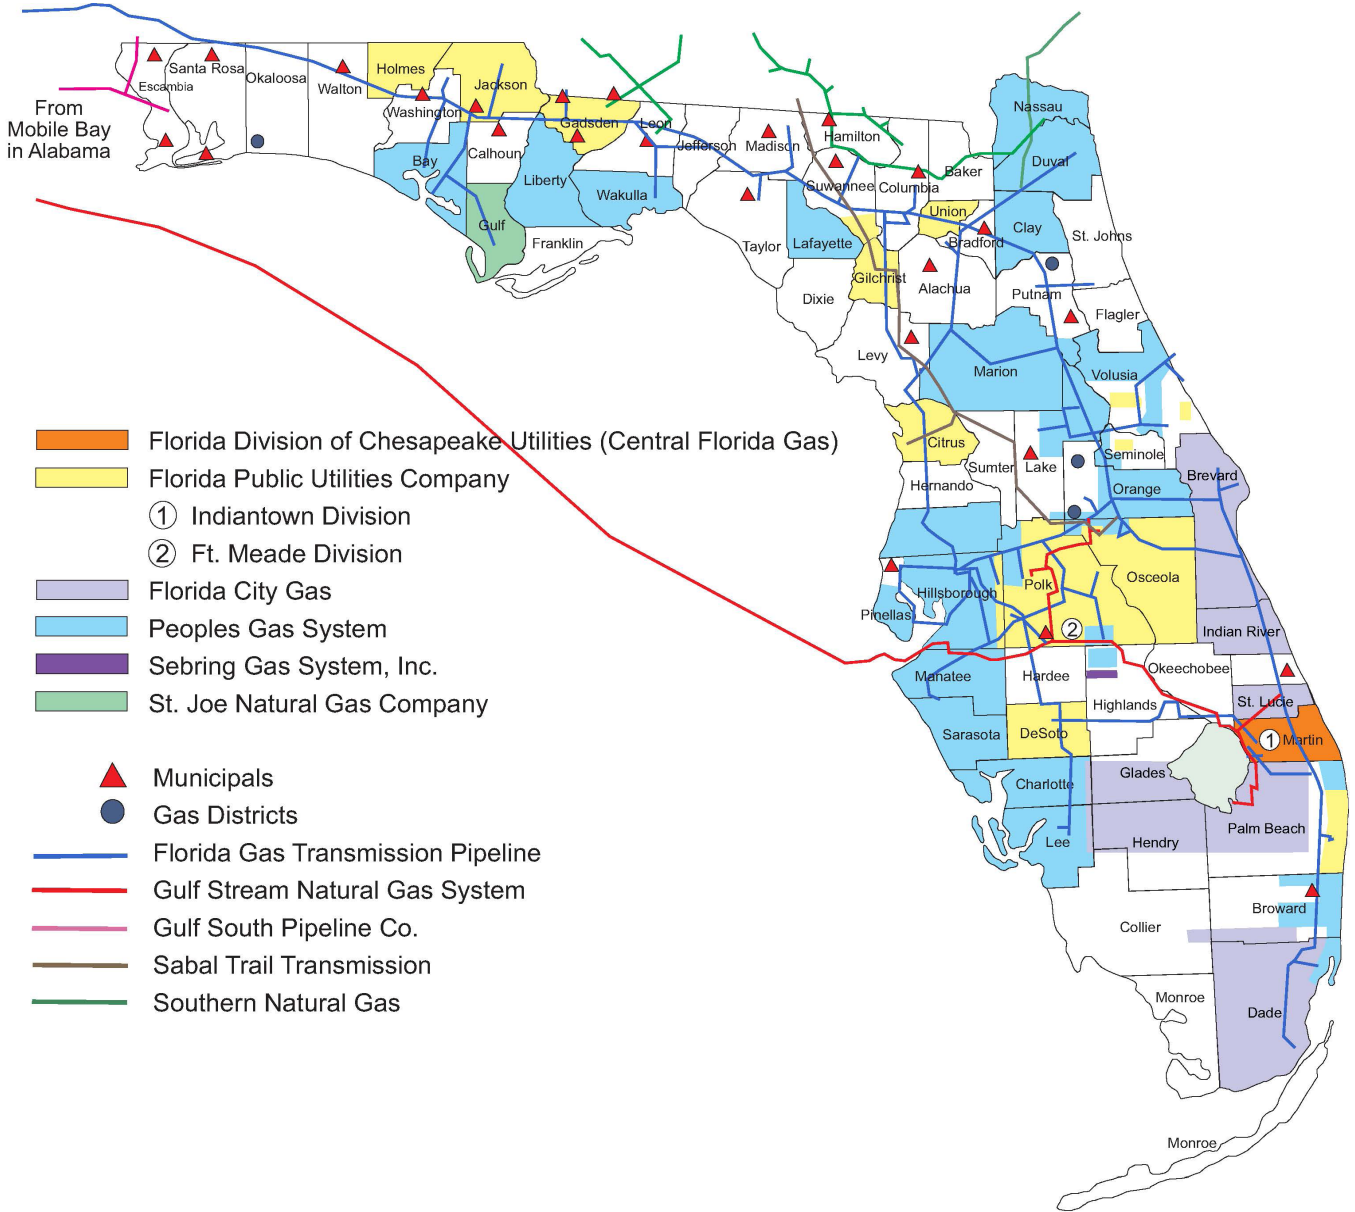 Nassau
Holmes
Santa Rosa
Okaloosa
Escambia
Walton
Jackson
From
Mobile Bay
in Alabama
Washington
Gadsden
Leon
Hamilton
Jefferson
Madison
Calhoun
Bay
Duval
Baker
Liberty
Suwannee
Columbia
Wakulla
Union
Gulf
Clay
St. Johns
Franklin
Taylor
Lafayette
Bradford
Gilchrist
Alachua
Putnam
Dixie
Flagler
Levy
Marion
Volusia
Florida Division of Chesapeake Utilities (Central Florida Gas)
Citrus
Seminole
Sumter
Lake
Florida Public Utilities Company
Hernando
Orange
Brevard
1 Indiantown Division
2 Ft. Meade Division
Polk
Osceola
Florida City Gas
Hillsborough
Pinellas
Peoples Gas System
2
Indian River
Sebring Gas System, Inc.
Manatee
Hardee
Okeechobee
St. Joe Natural Gas Company
Highlands
St. Lucie
Sarasota
DeSoto
1
Martin
Municipals
Charlotte
Glades
Gas Districts
Palm Beach
Lee
Hendry
Florida Gas Transmission Pipeline
Gulf Stream Natural Gas System
Broward
Gulf South Pipeline Co.
Collier
Sabal Trail Transmission
Southern Natural Gas
Monroe
Dade
Monroe